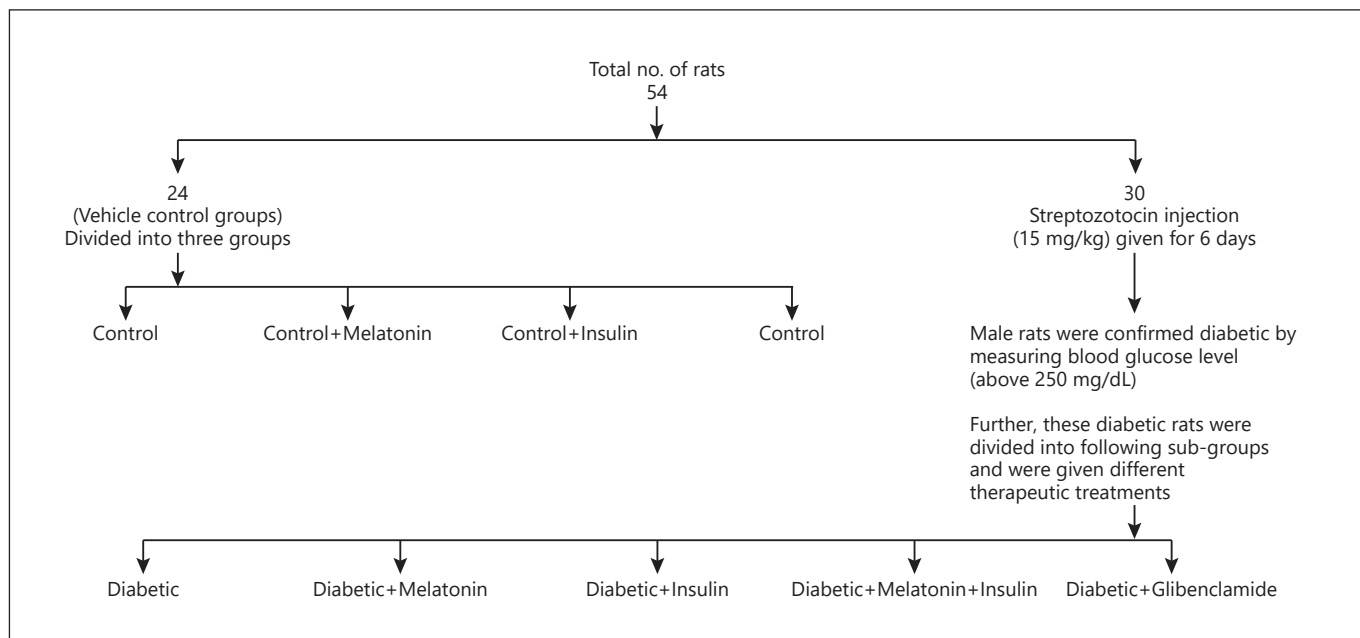 Total no. of rats
54
24
(Vehicle control groups)
Divided into three groups
30
Streptozotocin injection
(15 mg/kg) given for 6 days
Control
Control+Melatonin
Control+Insulin
Control
Male rats were confirmed diabetic by
measuring blood glucose level
(above 250 mg/dL)
Further, these diabetic rats were
divided into following sub-groups
and were given different
therapeutic treatments
Diabetic
Diabetic+Melatonin
Diabetic+Insulin
Diabetic+Melatonin+Insulin
Diabetic+Glibenclamide